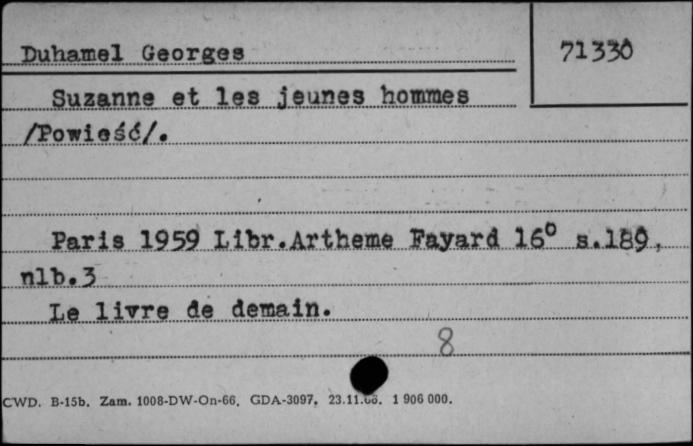 Duhamel Georges
71330
Suzanne et les jeunes hommes
/Powieść/.
Paris 1959 Libr.Artheme Fayard 16° s.189,
nlb.3
Le livre de demain.
8
CWD. B-15b. Zam. 1008-DW-On-66. GDA-3097. 23.11.66. 1 906 000.